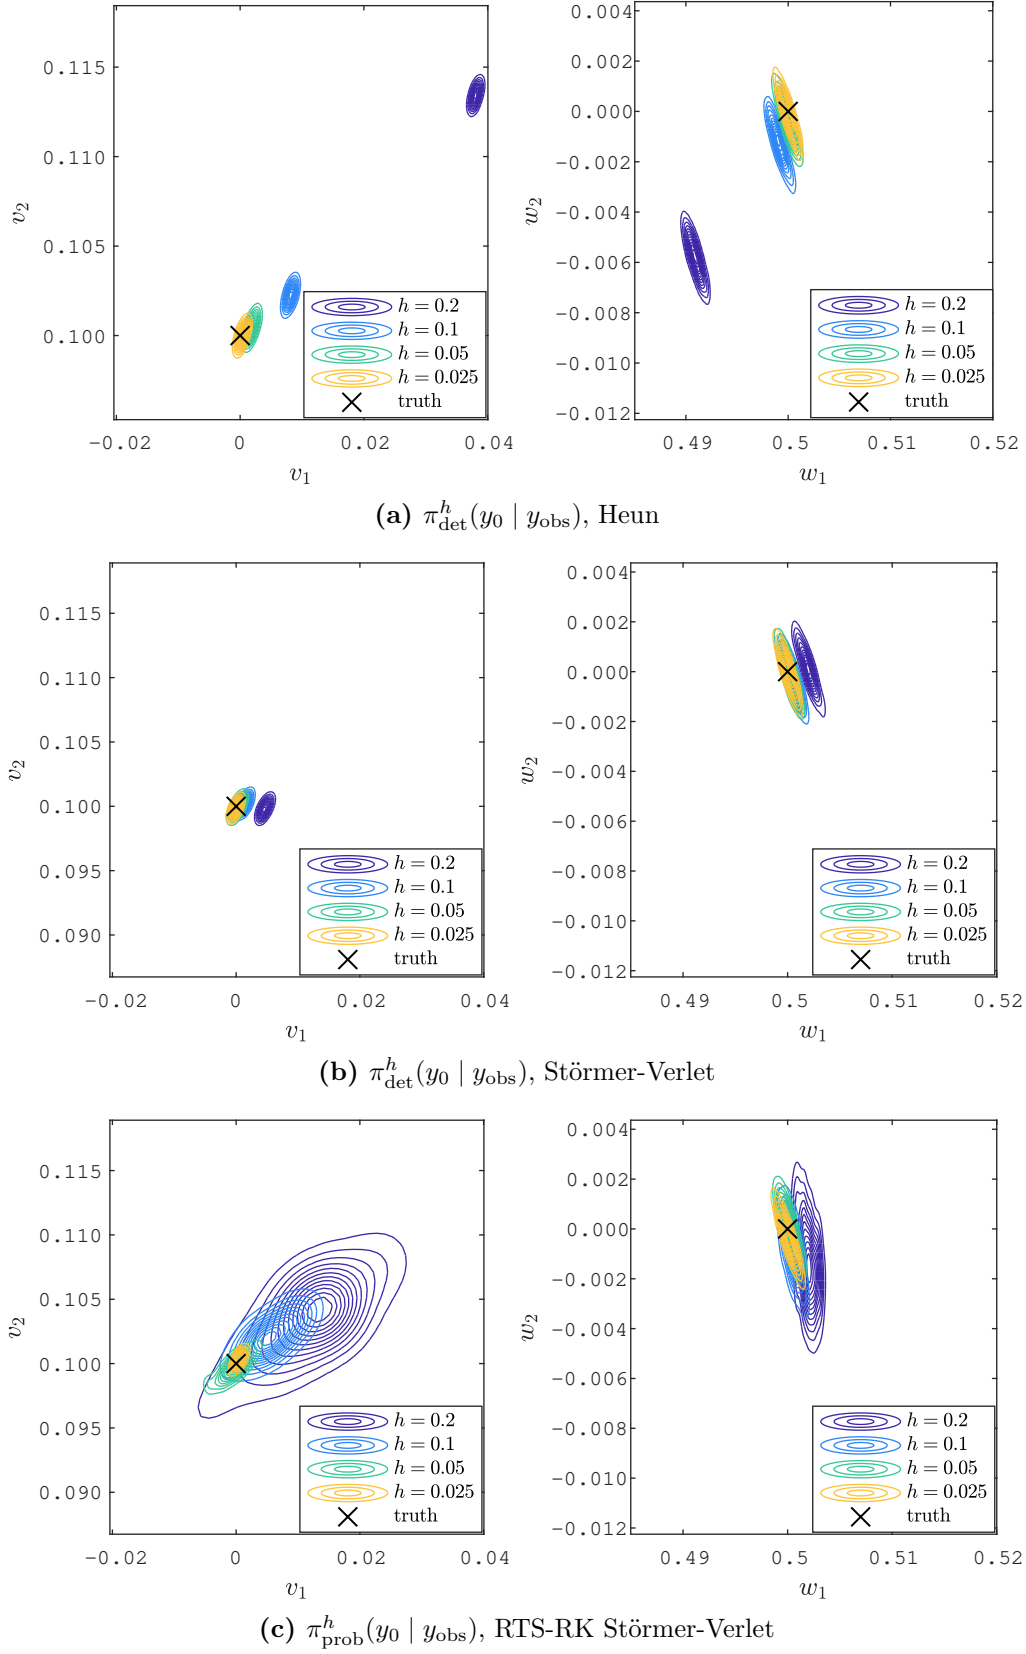 0.115
0.110
0.105
0.100
v₂
−0.02 0 0.02 0.04
v₁
h = 0.2
h = 0.1
h = 0.05
h = 0.025
truth
0.004
0.002
0.000
−0.002
−0.004
−0.006
−0.008
−0.010
−0.012
w₂
0.49 0.5 0.51 0.52
w₁
h = 0.2
h = 0.1
h = 0.05
h = 0.025
truth
(a) π^h_det(y₀ | y_obs), Heun
0.115
0.110
0.105
0.100
0.095
0.090
v₂
−0.02 0 0.02 0.04
v₁
h = 0.2
h = 0.1
h = 0.05
h = 0.025
truth
0.004
0.002
0.000
−0.002
−0.004
−0.006
−0.008
−0.010
−0.012
w₂
0.49 0.5 0.51 0.52
w₁
h = 0.2
h = 0.1
h = 0.05
h = 0.025
truth
(b) π^h_det(y₀ | y_obs), Störmer-Verlet
0.115
0.110
0.105
0.100
0.095
0.090
v₂
−0.02 0 0.02 0.04
v₁
h = 0.2
h = 0.1
h = 0.05
h = 0.025
truth
0.004
0.002
0.000
−0.002
−0.004
−0.006
−0.008
−0.010
−0.012
w₂
0.49 0.5 0.51 0.52
w₁
h = 0.2
h = 0.1
h = 0.05
h = 0.025
truth
(c) π^h_prob(y₀ | y_obs), RTS-RK Störmer-Verlet